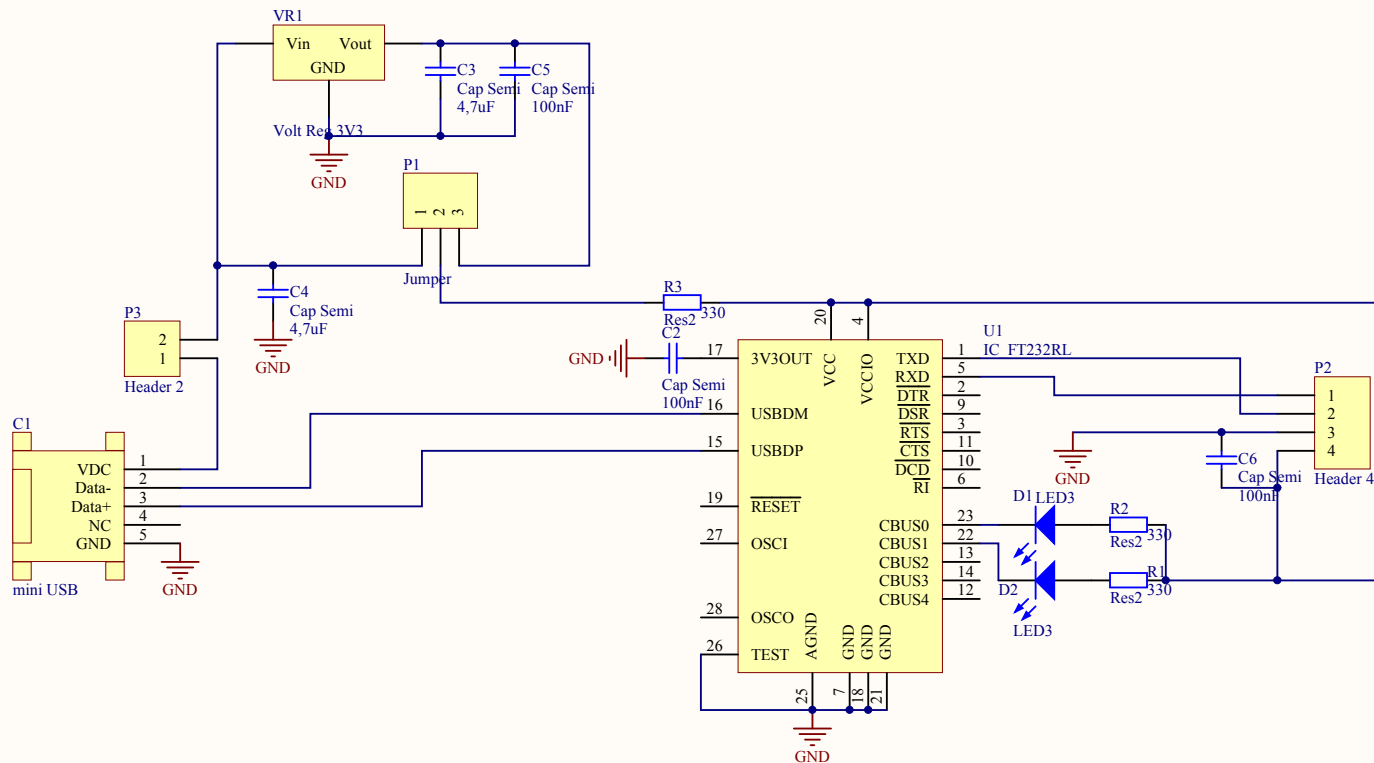 VR1
Vin Vout
GND
Volt Reg 3V3
GND
C3
Cap Semi
4,7uF
C5
Cap Semi
100nF
P1
1 2 3
Jumper
C4
Cap Semi
4,7uF
GND
P3
2
1
Header 2
C1
VDC 1
Data- 2
Data+ 3
NC 4
GND 5
mini USB
GND
R3
Res2 330
C2
GND
Cap Semi
100nF
U1
IC_FT232RL
20 4
VCC VCCIO
17 3V3OUT
16 USBDM
15 USBDP
19 RESET
27 OSCI
28 OSCO
26 TEST
TXD 1
RXD 5
DTR 2
DSR 9
RTS 3
CTS 11
DCD 10
RI 6
CBUS0 23
CBUS1 22
CBUS2 13
CBUS3 14
CBUS4 12
AGND GND GND GND
25 7 18 21
GND
D1 LED3
D2
LED3
R2
Res2 330
R1
Res2 330
GND
C6
Cap Semi
100nF
P2
1
2
3
4
Header 4